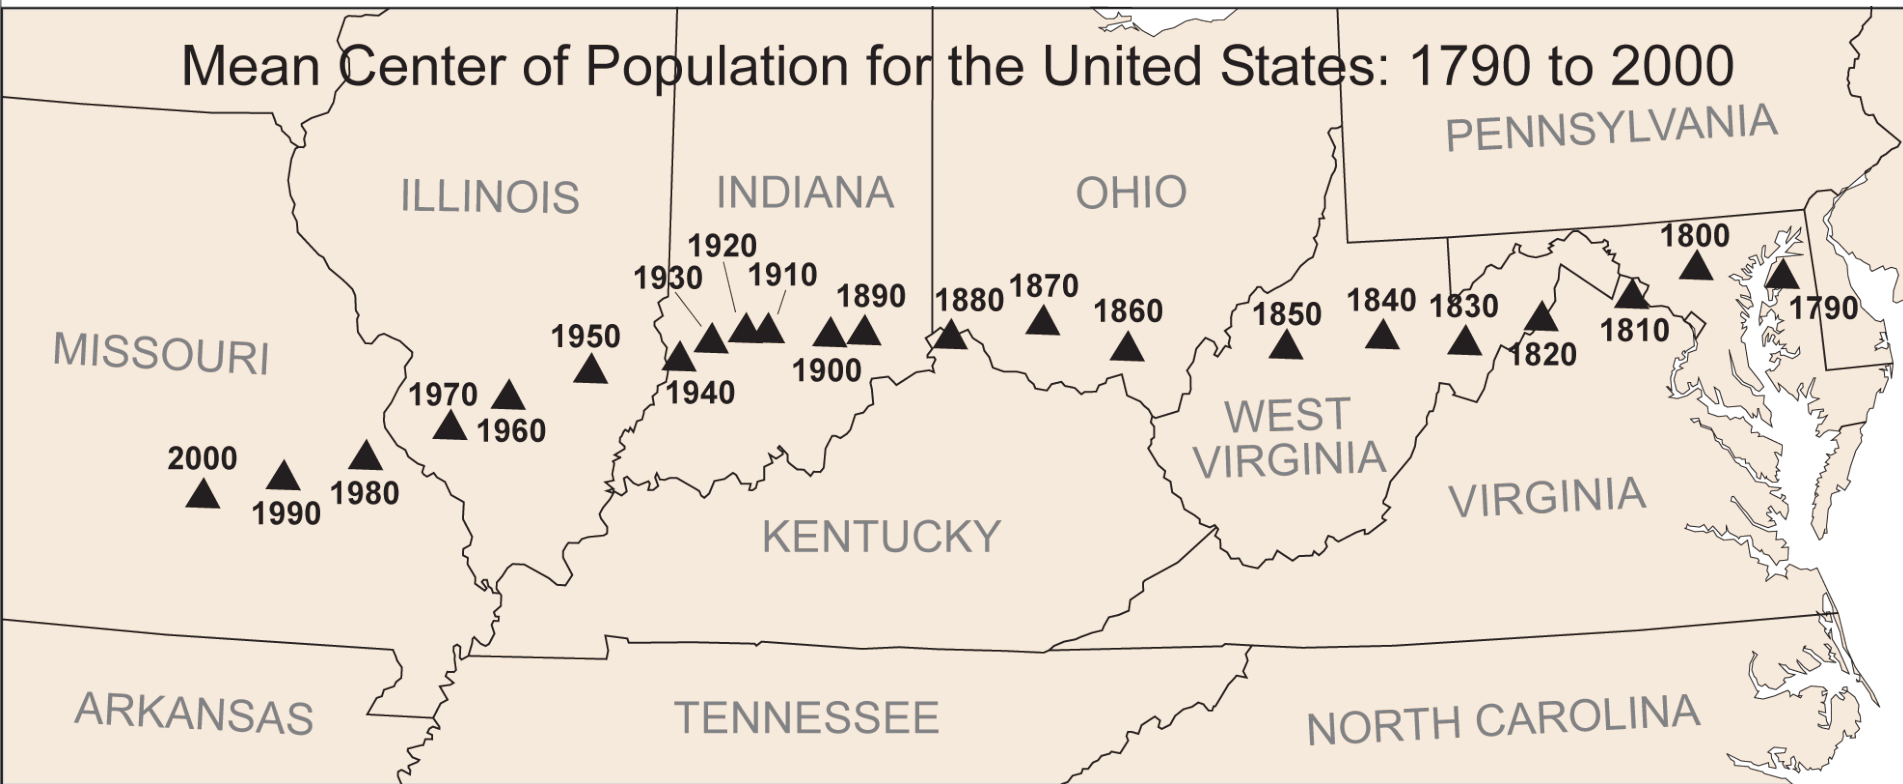 Mean Center of Population for the United States: 1790 to 2000
PENNSYLVANIA
ILLINOIS
INDIANA
OHIO
1800
1920
1930
1910
1870
1890
1880
1860
1850
1840
1830
1790
1810
1820
1950
MISSOURI
1900
1940
1970
1960
WEST
VIRGINIA
2000
1980
1990
VIRGINIA
KENTUCKY
ARKANSAS
TENNESSEE
NORTH CAROLINA